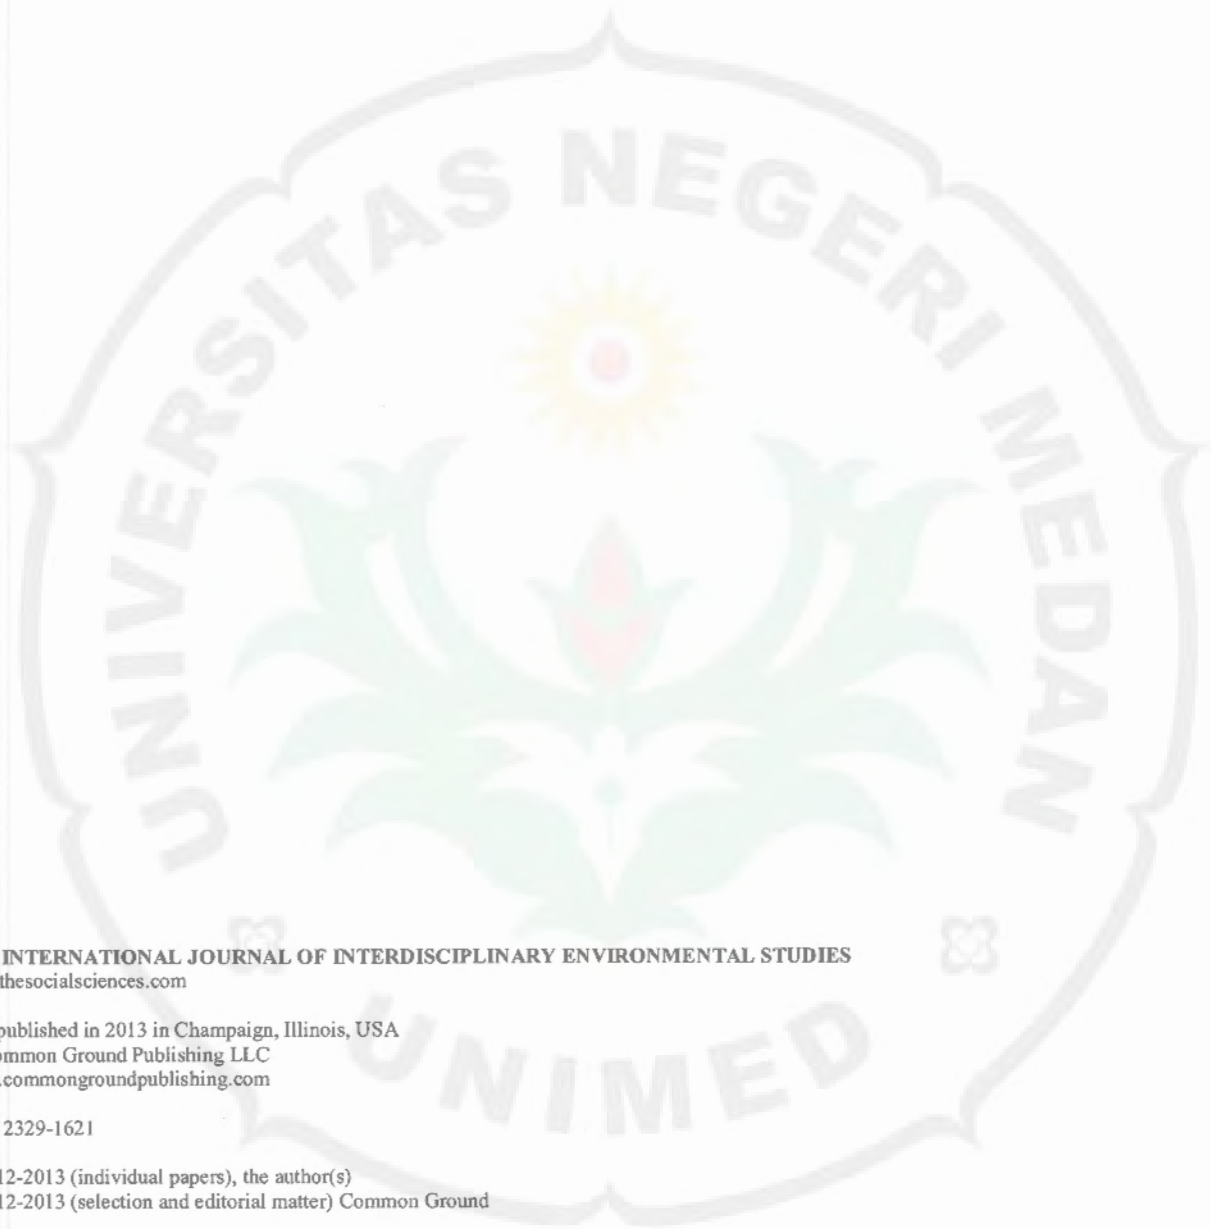 UNIVERSITAS NEGERI MEDAN
INTERNATIONAL JOURNAL OF INTERDISCIPLINARY ENVIRONMENTAL STUDIES
thesocialsciences.com
published in 2013 in Champaign, Illinois, USA
Common Ground Publishing LLC
.commongroundpublishing.com
2329-1621
12-2013 (individual papers), the author(s)
12-2013 (selection and editorial matter) Common Ground
UNIMED